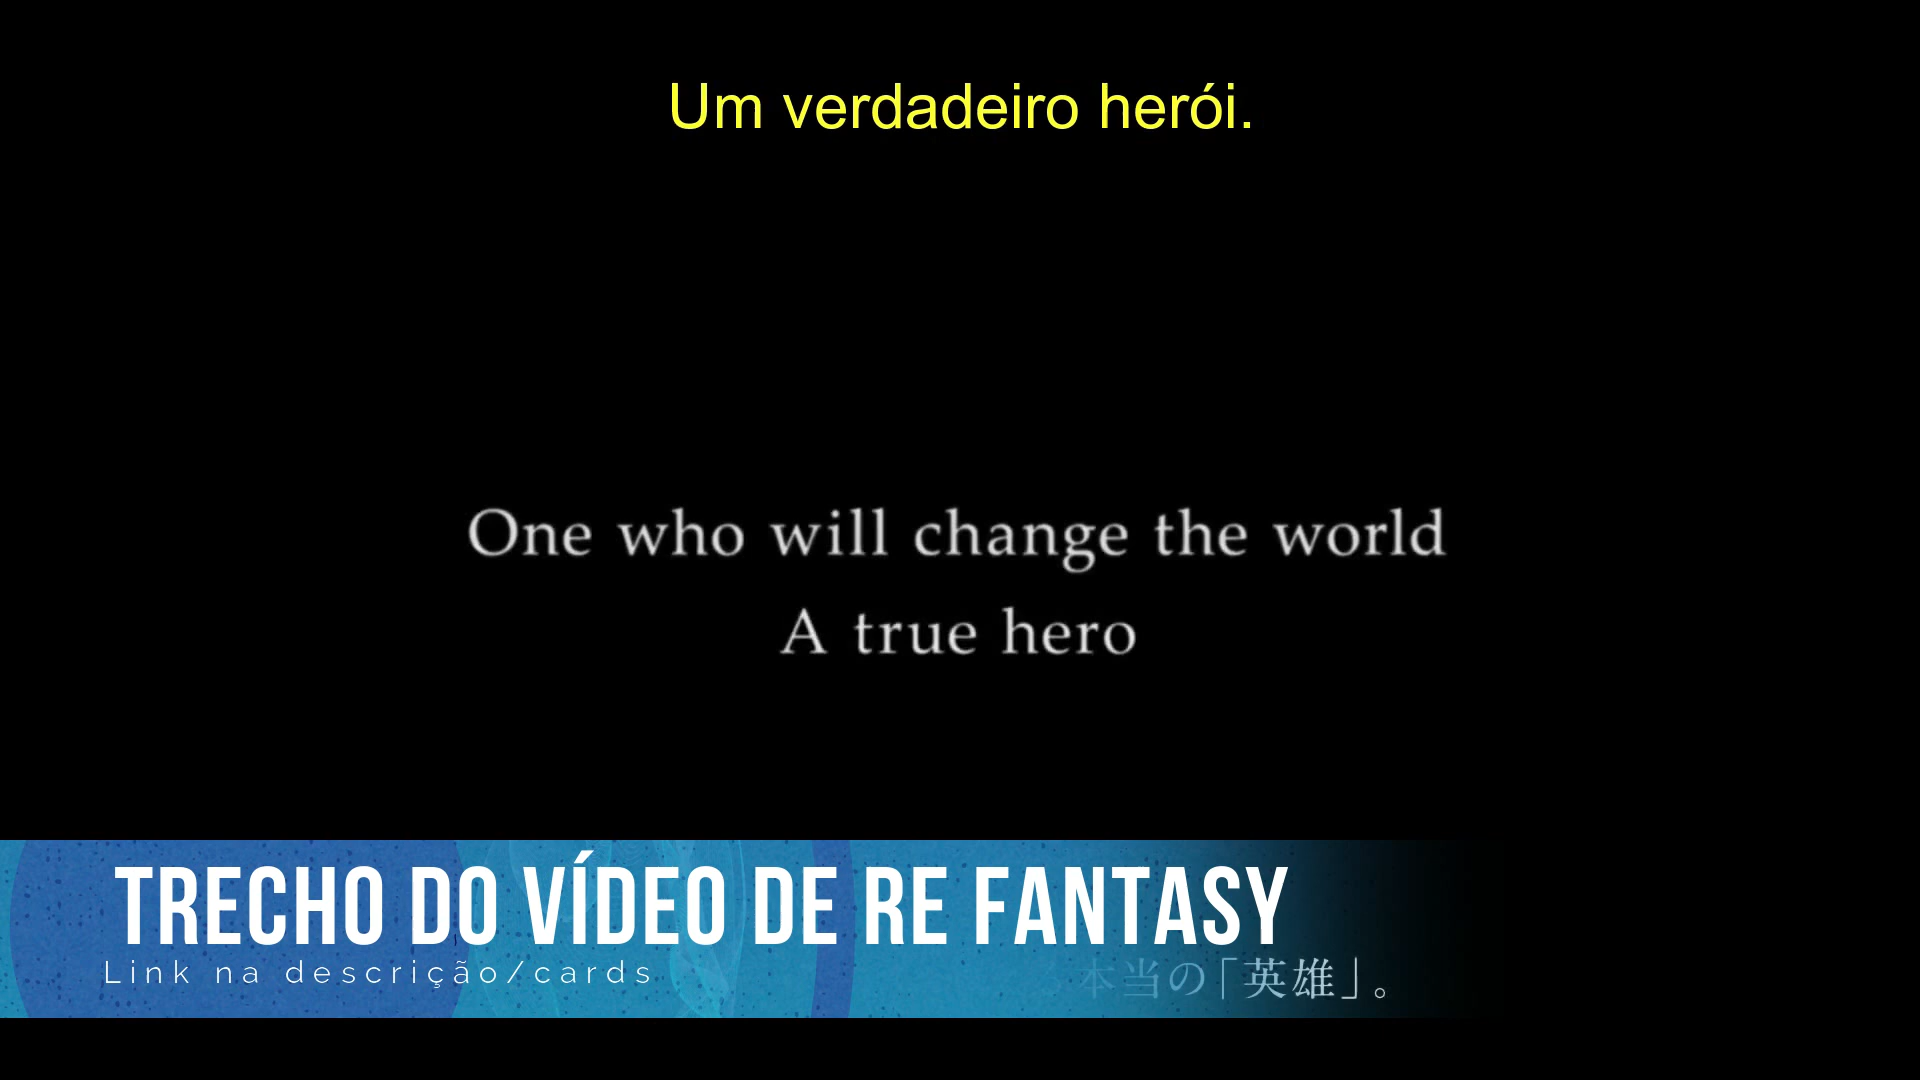 Um verdadeiro herói.
One who will change the world
A true hero
TRECHO DO VÍDEO DE RE FANTASY
Link na descrição/cards
本当の「英雄」。